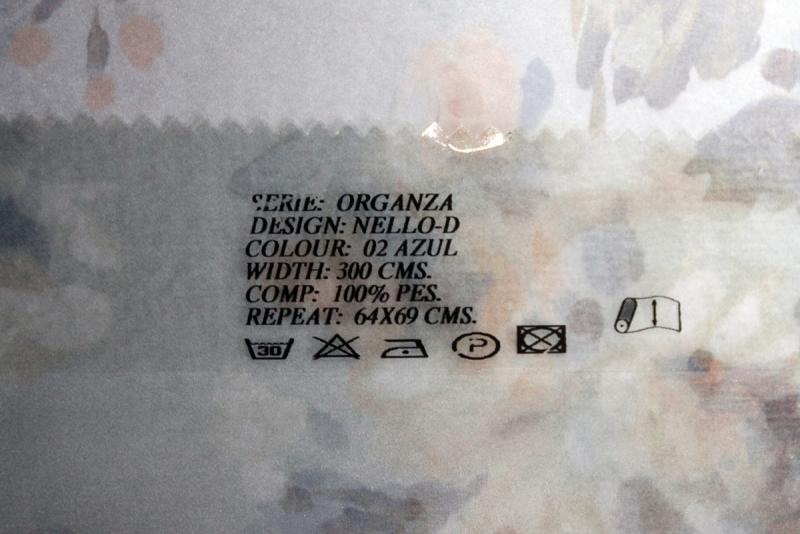 SERIE: ORGANZA
DESIGN: NELLO-D
COLOUR: 02 AZUL
WIDTH: 300 CMS.
COMP: 100% PES.
REPEAT: 64X69 CMS.
30 P